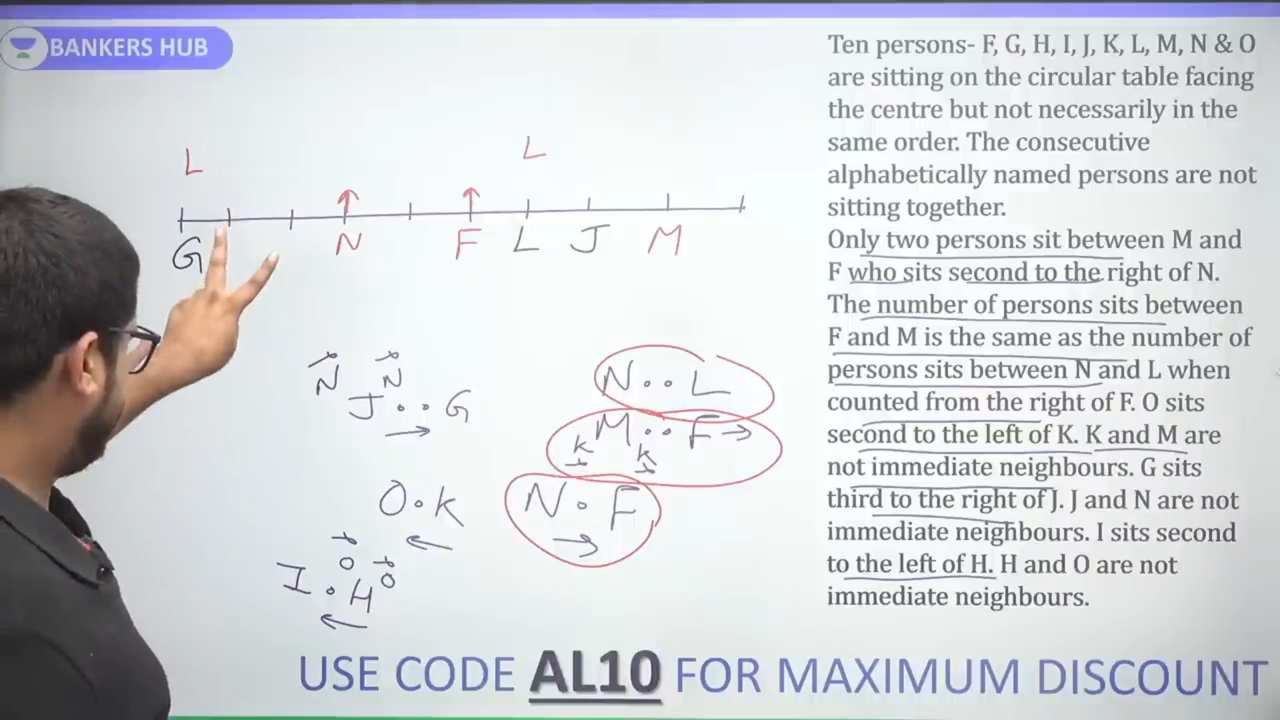 BANKERS HUB
Ten persons- F, G, H, I, J, K, L, M, N & O
are sitting on the circular table facing
the centre but not necessarily in the
same order. The consecutive
alphabetically named persons are not
sitting together.
Only two persons sit between M and
F who sits second to the right of N.
The number of persons sits between
F and M is the same as the number of
persons sits between N and L when
counted from the right of F. O sits
second to the left of K. K and M are
not immediate neighbours. G sits
third to the right of J. J and N are not
immediate neighbours. I sits second
to the left of H. H and O are not
immediate neighbours.
L L
G N F L J M
N N
J . . G
O . K
O O
I . H
N . . L
M . . F
K K
N . F
USE CODE AL10 FOR MAXIMUM DISCOUNT